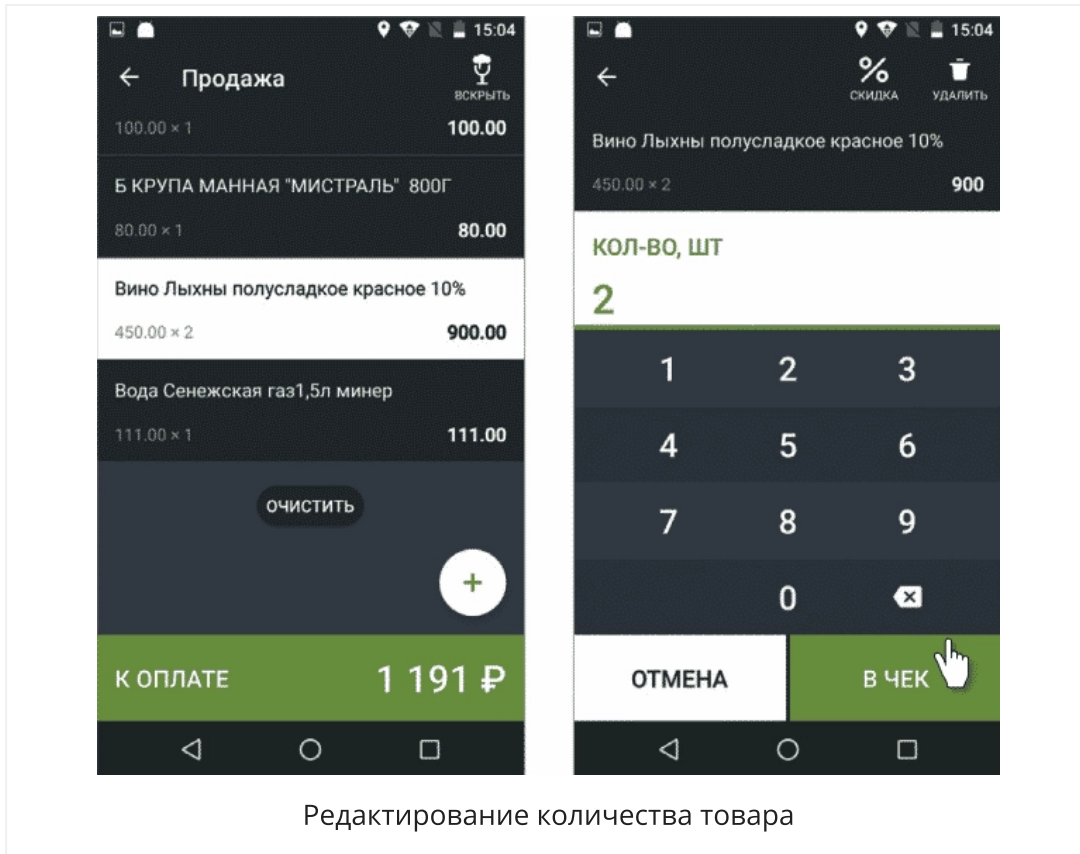 15:04
Продажа
ВСКРЫТЬ
100.00 × 1 100.00
Б КРУПА МАННАЯ "МИСТРАЛЬ" 800Г
80.00 × 1 80.00
Вино Лыхны полусладкое красное 10%
450.00 × 2 900.00
Вода Сенежская газ1,5л минер
111.00 × 1 111.00
ОЧИСТИТЬ
+
К ОПЛАТЕ 1 191 ₽
15:04
%
СКИДКА УДАЛИТЬ
Вино Лыхны полусладкое красное 10%
450.00 × 2 900
КОЛ-ВО, ШТ
2
1 2 3
4 5 6
7 8 9
0
ОТМЕНА В ЧЕК
Редактирование количества товара